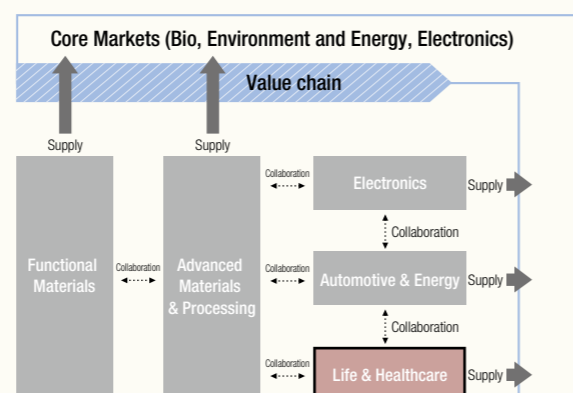 Core Markets (Bio, Environment and Energy, Electronics)
Value chain
Supply
Supply
Functional
Materials
Collaboration
Advanced
Materials
& Processing
Collaboration
Electronics
Supply
Collaboration
Collaboration
Automotive & Energy
Supply
Collaboration
Collaboration
Life & Healthcare
Supply